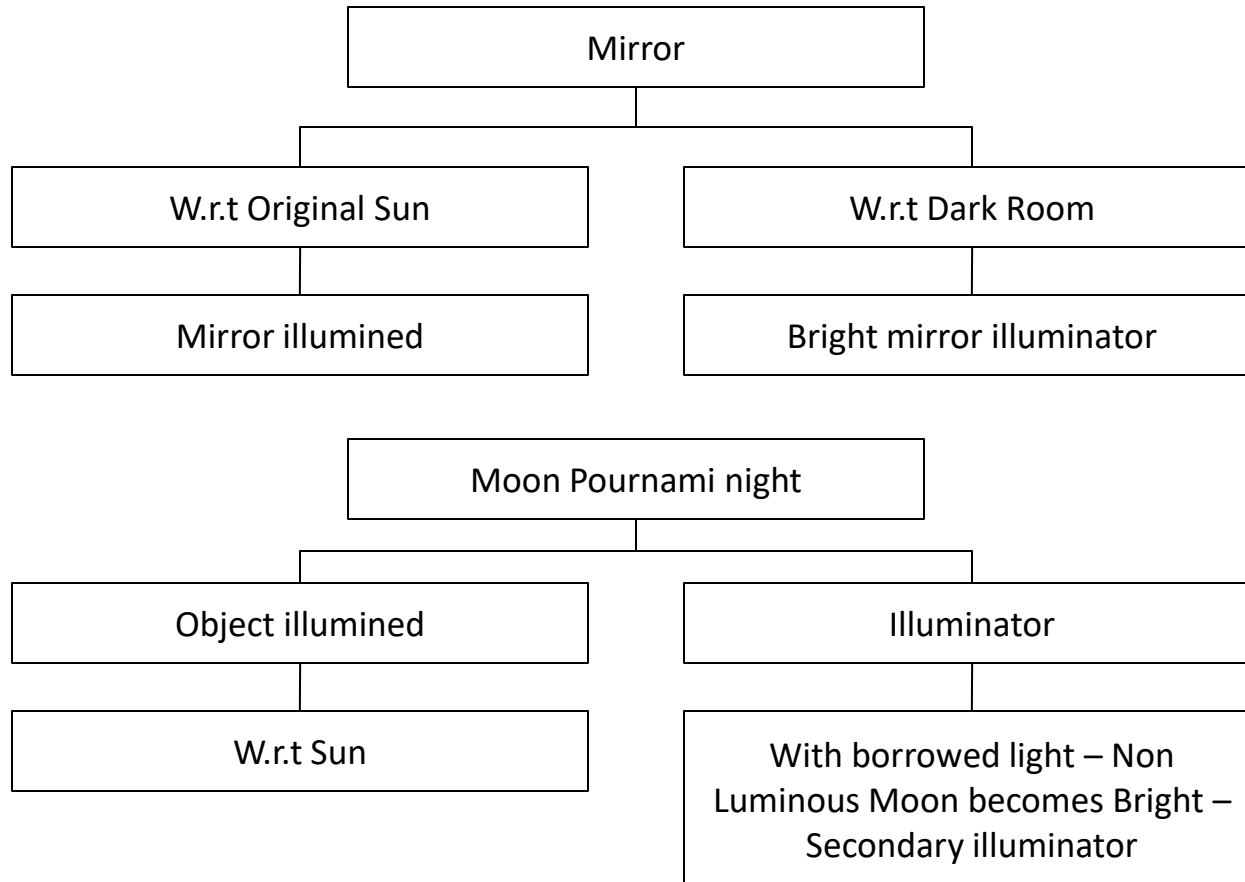 Mirror
W.r.t Original Sun
W.r.t Dark Room
Mirror illumined
Bright mirror illuminator
Moon Pournami night
Object illumined
Illuminator
W.r.t Sun
With borrowed light – Non
Luminous Moon becomes Bright –
Secondary illuminator